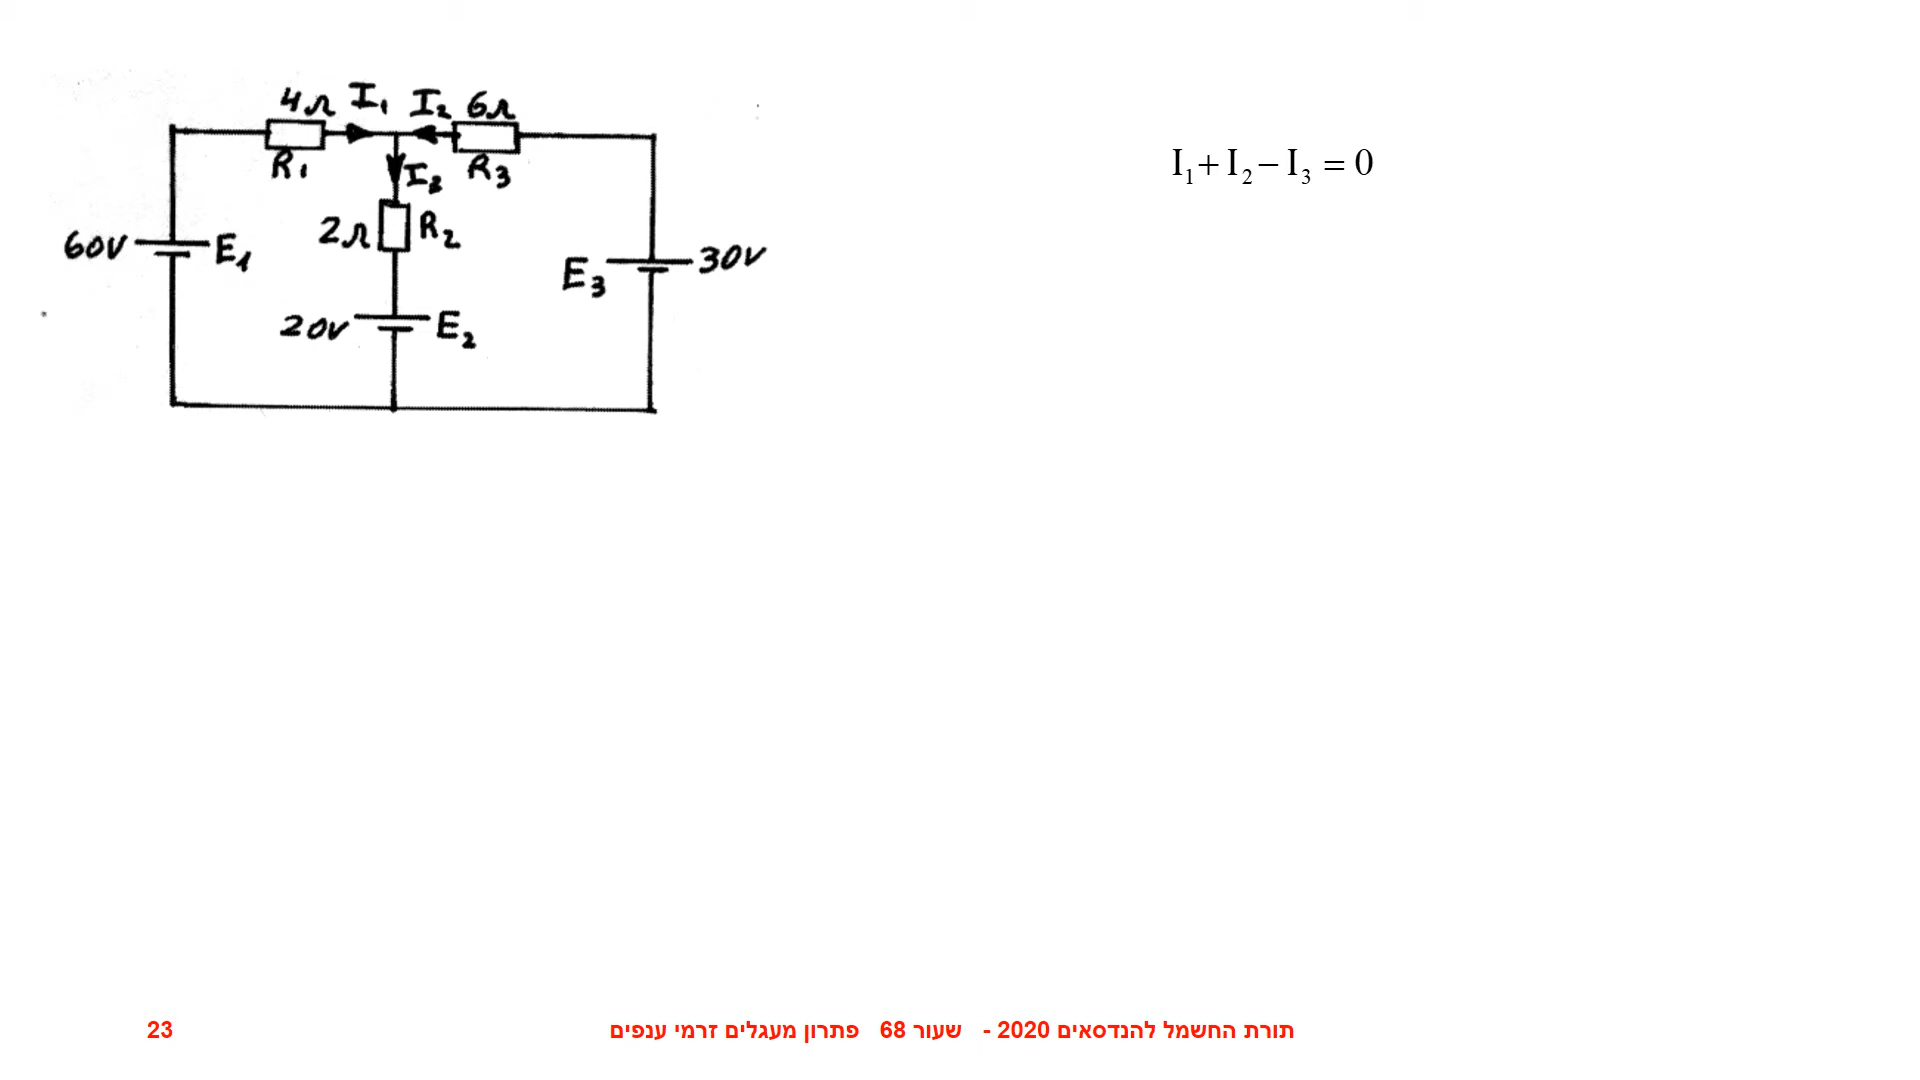 4Ω I₁ I₂ 6Ω
R₁ I₃ R₃
2Ω R₂
60V E₁ E₃ 30V
20V E₂
I₁ + I₂ − I₃ = 0
תורת החשמל להנדסאים 2020 - שעור 68 פתרון מעגלים זרמי ענפים
23